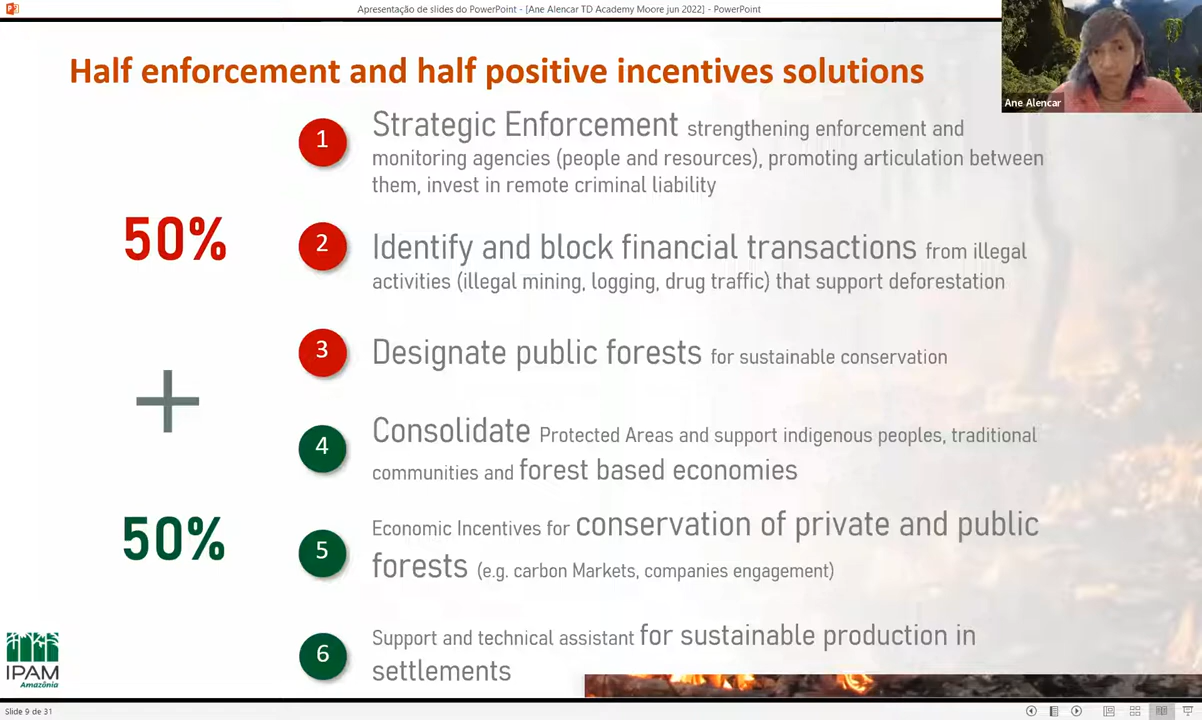 Apresentação de slides do PowerPoint - [Ane Alencar TD Academy Moore jun 2022] - PowerPoint
Half enforcement and half positive incentives solutions
Ane Alencar
50%
+
50%
1
Strategic Enforcement strengthening enforcement and
monitoring agencies (people and resources), promoting articulation between
them, invest in remote criminal liability
2
Identify and block financial transactions from illegal
activities (illegal mining, logging, drug traffic) that support deforestation
3
Designate public forests for sustainable conservation
4
Consolidate Protected Areas and support indigenous peoples, traditional
communities and forest based economies
5
Economic Incentives for conservation of private and public
forests (e.g. carbon Markets, companies engagement)
6
Support and technical assistant for sustainable production in
settlements
IPAM
Amazônia
Slide 9 de 31